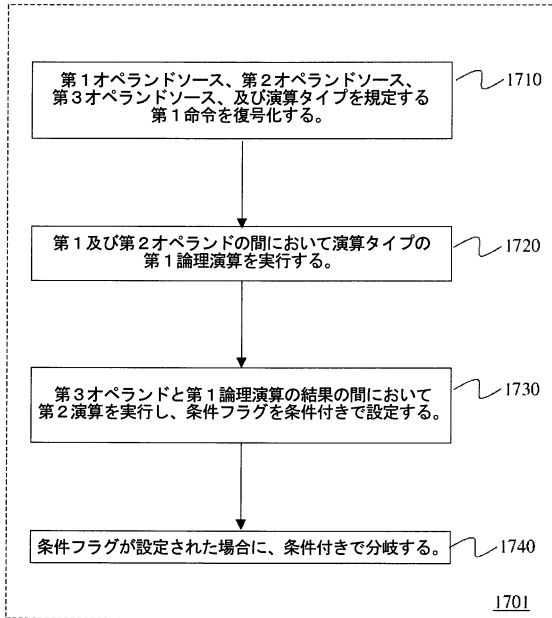 第1オペランドソース、第2オペランドソース、
第3オペランドソース、及び演算タイプを規定する
第1命令を復号化する。
1710
第1及び第2オペランドの間において演算タイプの
第1論理演算を実行する。
1720
第3オペランドと第1論理演算の結果の間において
第2演算を実行し、条件フラグを条件付きで設定する。
1730
条件フラグが設定された場合に、条件付きで分岐する。
1740
1701